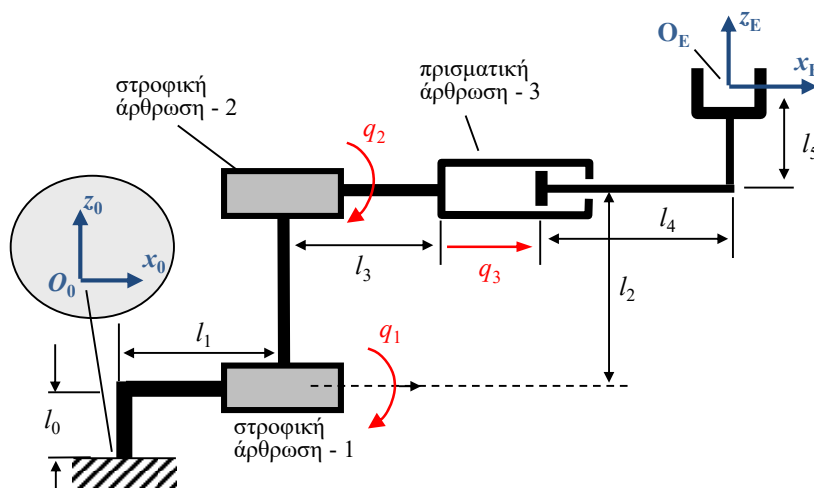 O_E
z_E
x_E
πρισματική
άρθρωση - 3
στροφική
άρθρωση - 2
q_2
l_5
z_0
x_0
O_0
l_3
q_3
l_4
l_2
l_1
q_1
l_0
στροφική
άρθρωση - 1